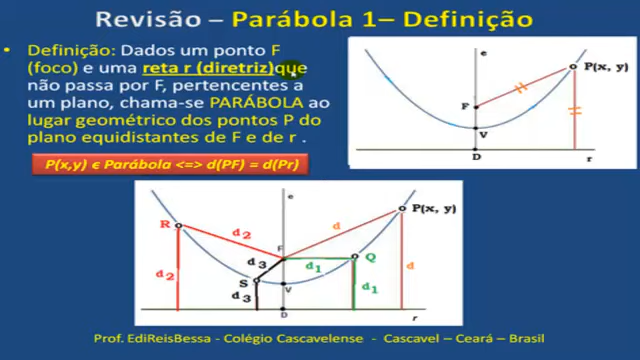 Revisão – Parábola 1– Definição
• Definição: Dados um ponto F
(foco) e uma reta r (diretriz)que
não passa por F, pertencentes a
um plano, chama-se PARÁBOLA ao
lugar geométrico dos pontos P do
plano equidistantes de F e de r .
P(x,y) ϵ Parábola <=> d(PF) = d(Pr)
e
P(x, y)
F
V
D
r
e
P(x, y)
R
d2
d
F
d3
d1
Q
d2
S
d3
V
d1
d
D
r
Prof. EdiReisBessa - Colégio Cascavelense - Cascavel – Ceará – Brasil